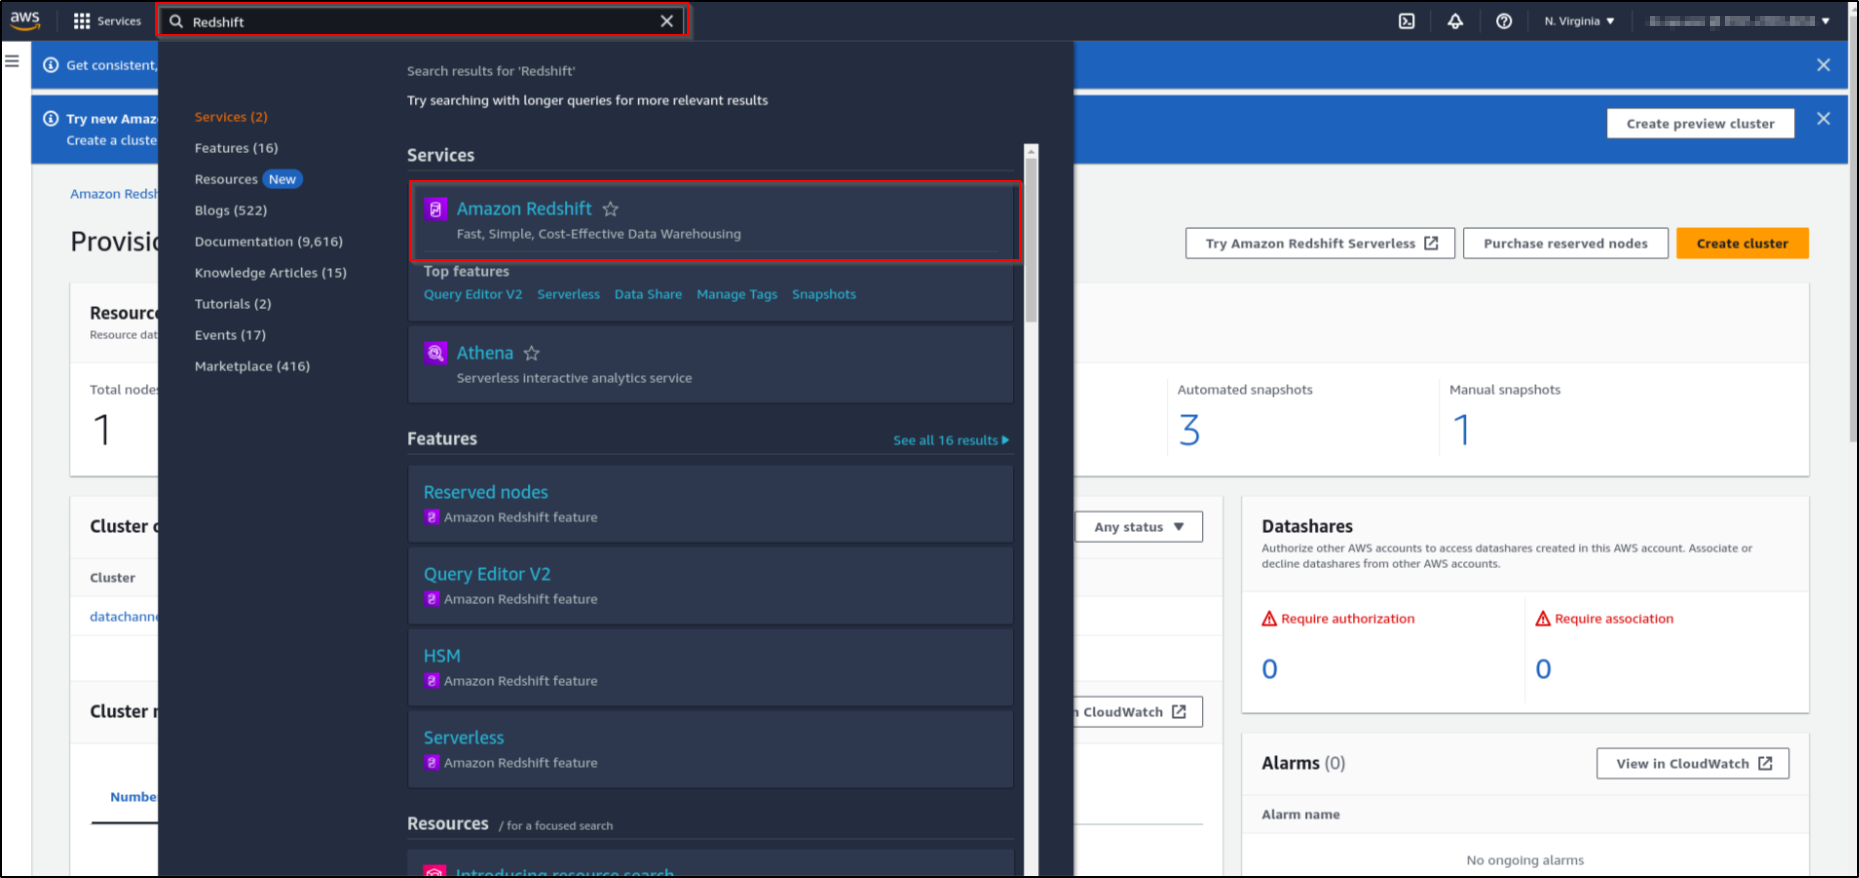 aws
Services
Redshift
N. Virginia
Get consistent,
Try new Amaz
Create a cluste
Create preview cluster
Search results for 'Redshift'
Try searching with longer queries for more relevant results
Services (2)
Features (16)
Resources New
Blogs (522)
Documentation (9,616)
Knowledge Articles (15)
Tutorials (2)
Events (17)
Marketplace (416)
Services
Amazon Redshift
Fast, Simple, Cost-Effective Data Warehousing
Top features
Query Editor V2 Serverless Data Share Manage Tags Snapshots
Athena
Serverless interactive analytics service
Features
See all 16 results
Reserved nodes
Amazon Redshift feature
Query Editor V2
Amazon Redshift feature
HSM
Amazon Redshift feature
Serverless
Amazon Redshift feature
Resources / for a focused search
Introducing resource search
Amazon Redsh
Provisio
Try Amazon Redshift Serverless
Purchase reserved nodes
Create cluster
Resource
Resource dat
Total nodes
1
Automated snapshots
3
Manual snapshots
1
Cluster o
Any status
Cluster
datachanne
Cluster
CloudWatch
Number
Datashares
Authorize other AWS accounts to access datashares created in this AWS account. Associate or
decline datashares from other AWS accounts.
Require authorization
0
Require association
0
Alarms (0)
View in CloudWatch
Alarm name
No ongoing alarms